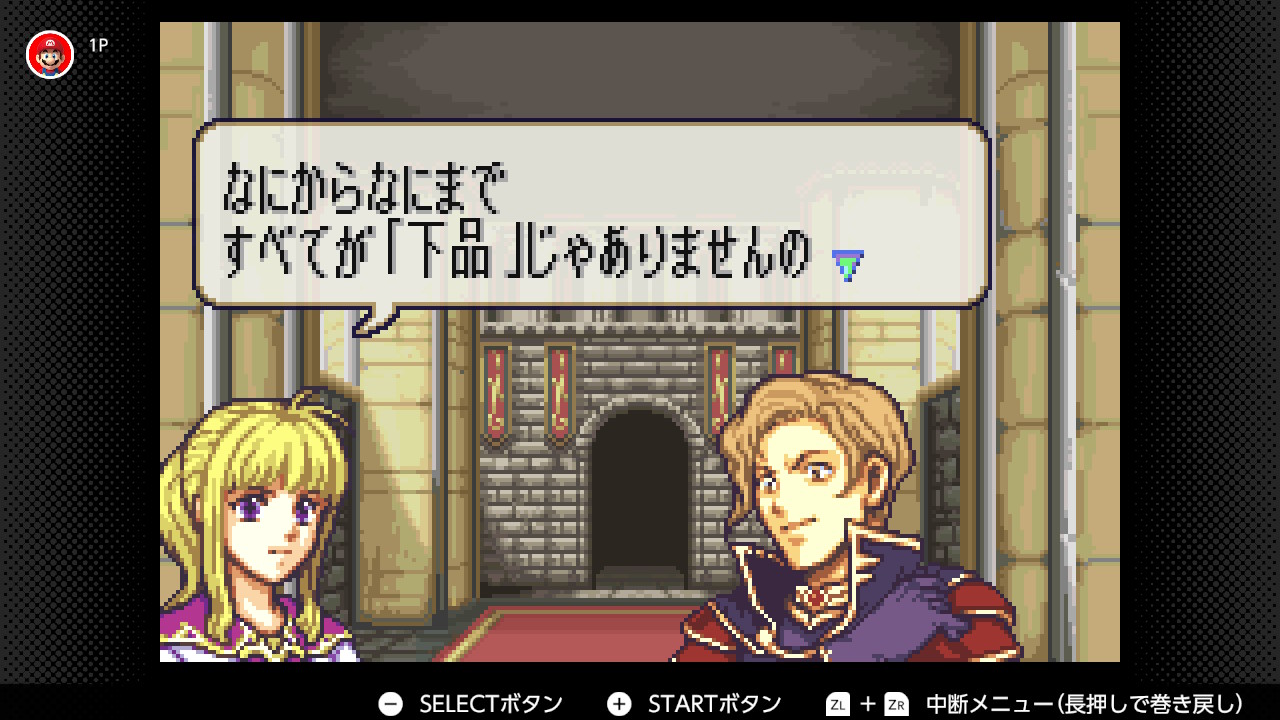 1P
なにからなにまで
すべてが「下品」じゃありませんの
SELECTボタン
STARTボタン
ZL + ZR 中断メニュー(長押しで巻き戻し)